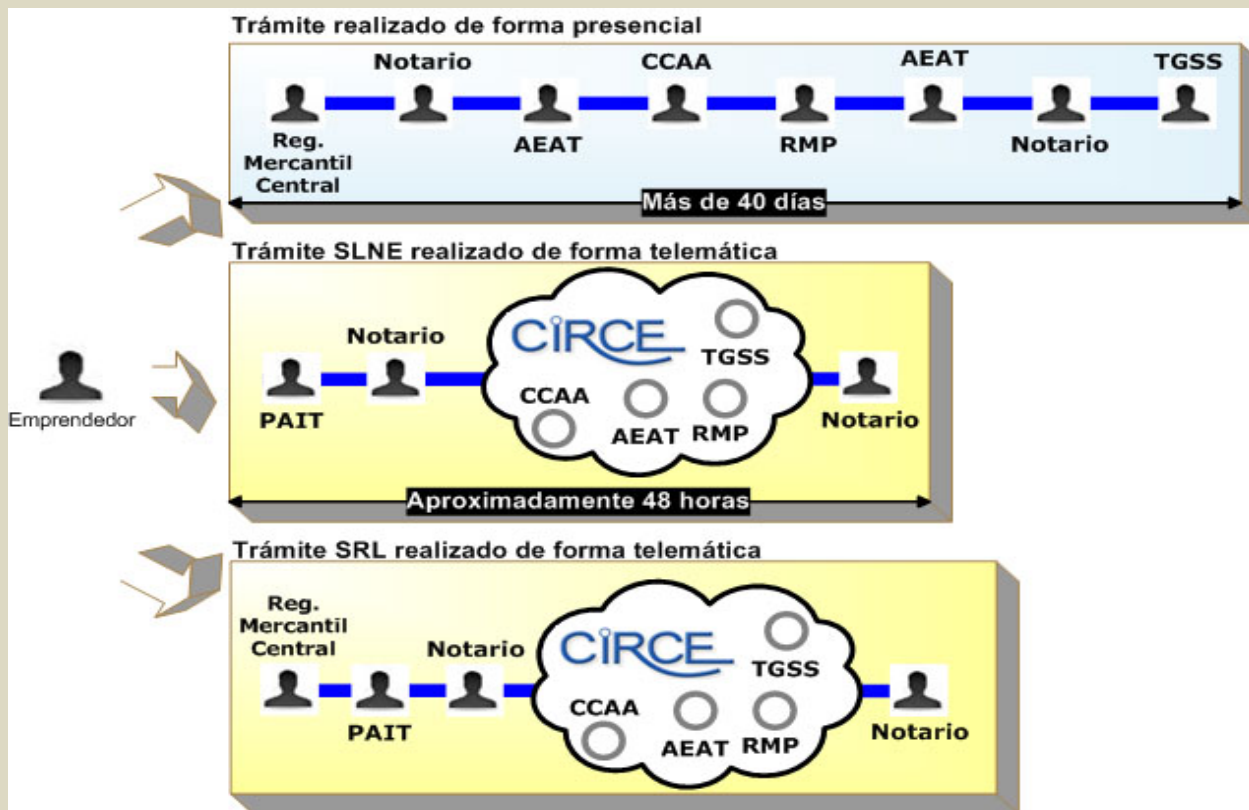 Trámite realizado de forma presencial
Notario
CCAA
AEAT
TGSS
Reg.
Mercantil
Central
AEAT
RMP
Notario
Más de 40 días
Trámite SLNE realizado de forma telemática
Notario
CIRCE
TGSS
CCAA
PAIT
AEAT
RMP
Notario
Emprendedor
Aproximadamente 48 horas
Trámite SRL realizado de forma telemática
Reg.
Mercantil
Central
Notario
CIRCE
TGSS
CCAA
PAIT
AEAT
RMP
Notario